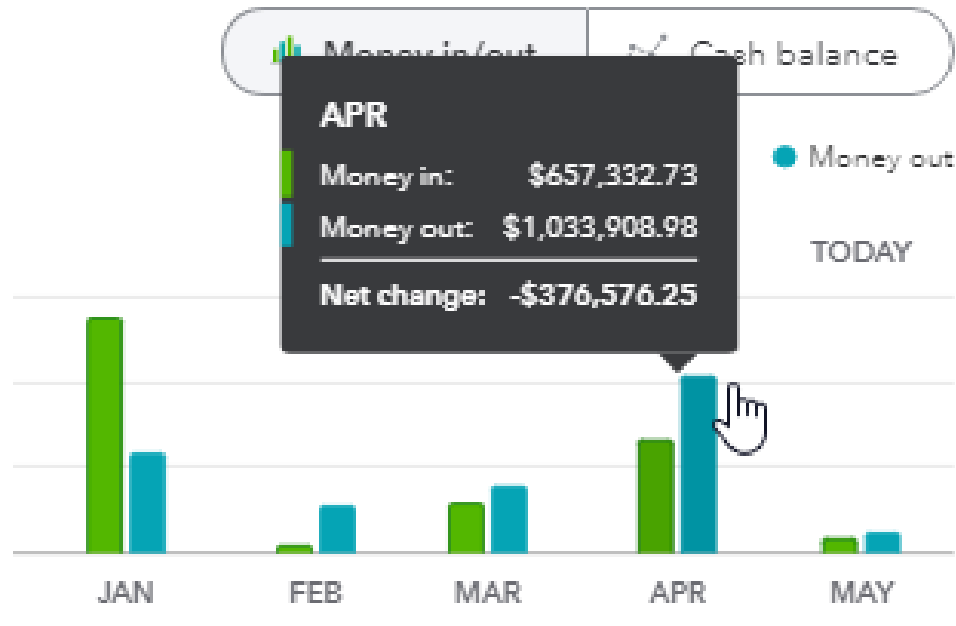 Money in/out
Cash balance
APR
Money in: $657,332.73
Money out: $1,033,908.98
Net change: -$376,576.25
Money out
TODAY
JAN FEB MAR APR MAY